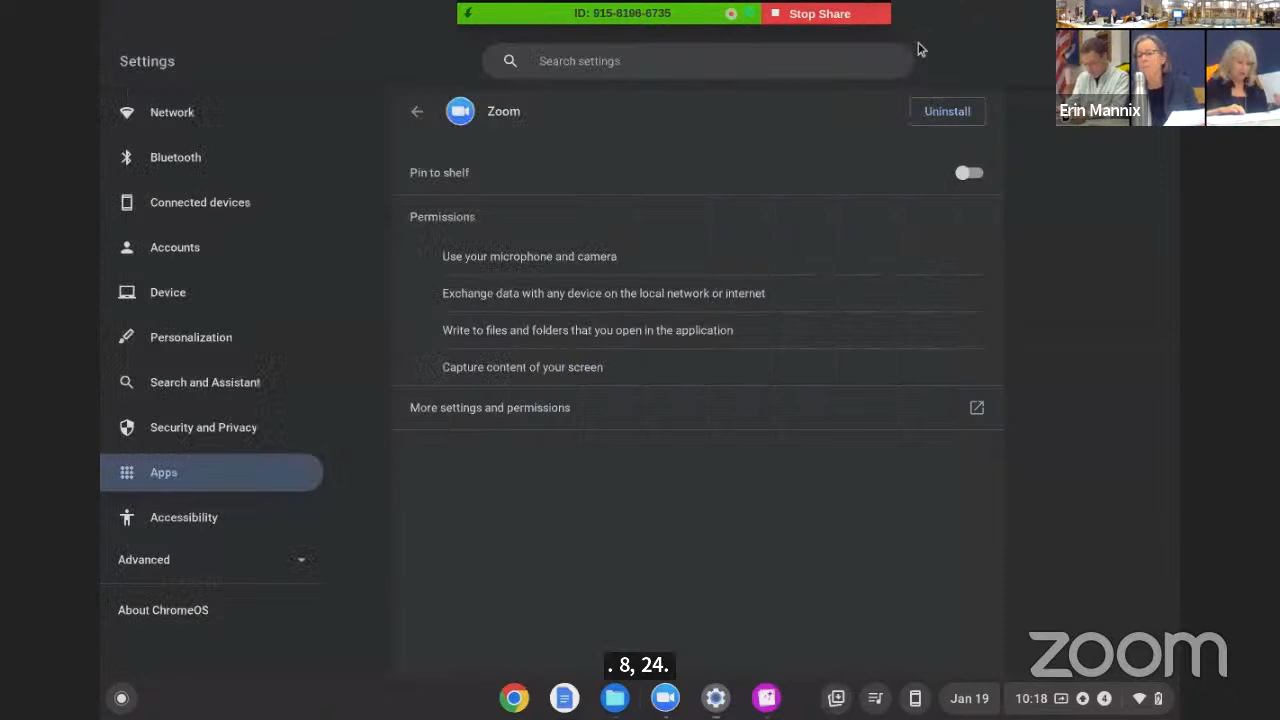 ID: 915-8196-6735
Stop Share
Settings
Search settings
Erin Mannix
Network
Bluetooth
Connected devices
Accounts
Device
Personalization
Search and Assistant
Security and Privacy
Apps
Accessibility
Advanced
About ChromeOS
Zoom
Uninstall
Pin to shelf
Permissions
Use your microphone and camera
Exchange data with any device on the local network or internet
Write to files and folders that you open in the application
Capture content of your screen
More settings and permissions
. 8, 24.
zoom
Jan 19
10:18
4